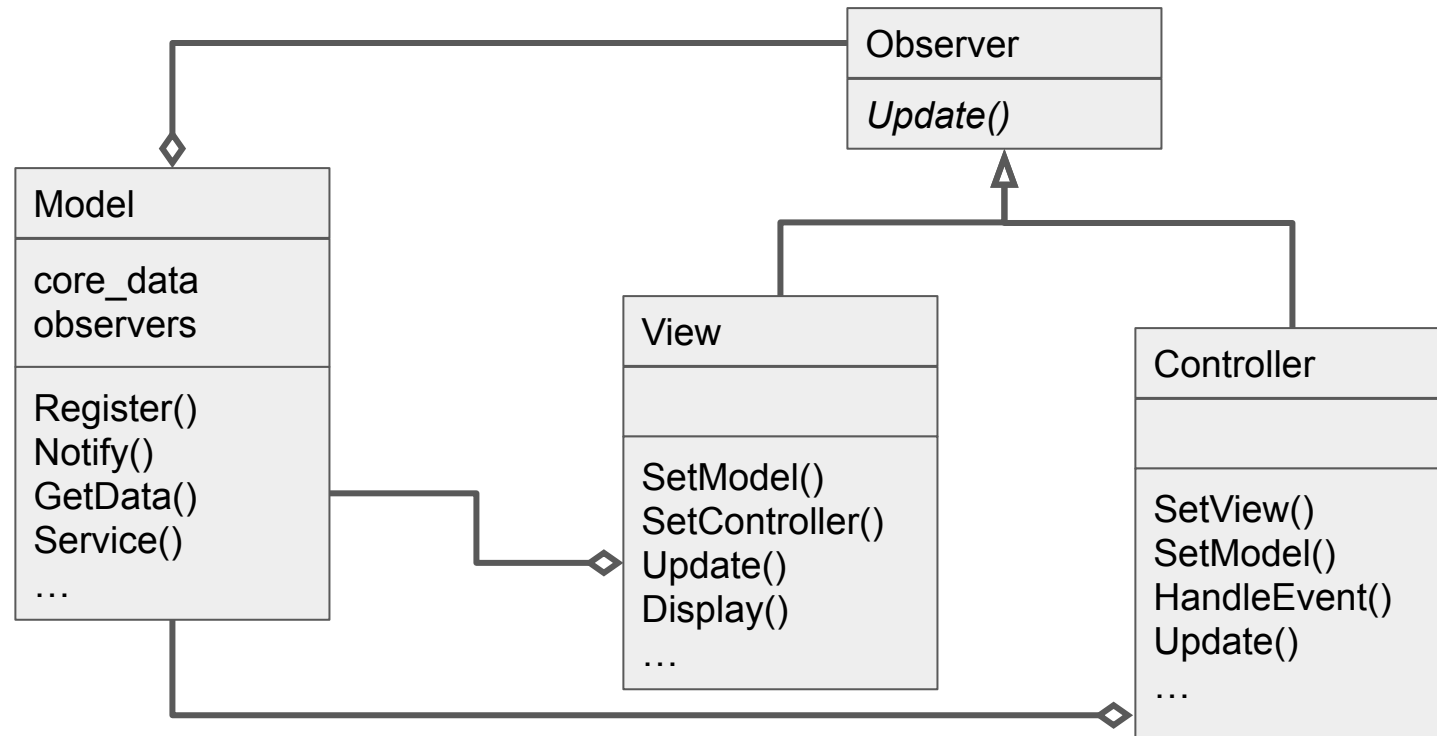 Observer
Update()
Model
core_data
observers
Register()
Notify()
GetData()
Service()
…
View
SetModel()
SetController()
Update()
Display()
…
Controller
SetView()
SetModel()
HandleEvent()
Update()
…